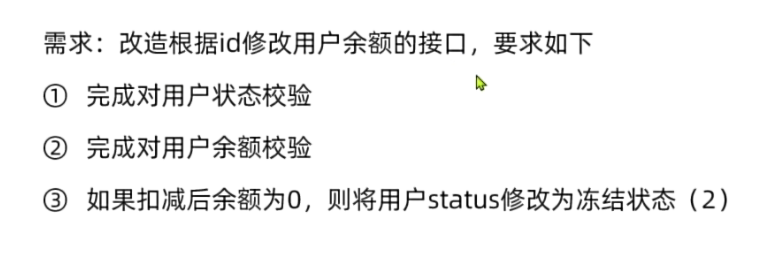 需求：改造根据id修改用户余额的接口，要求如下
① 完成对用户状态校验
② 完成对用户余额校验
③ 如果扣减后余额为0，则将用户status修改为冻结状态（2）